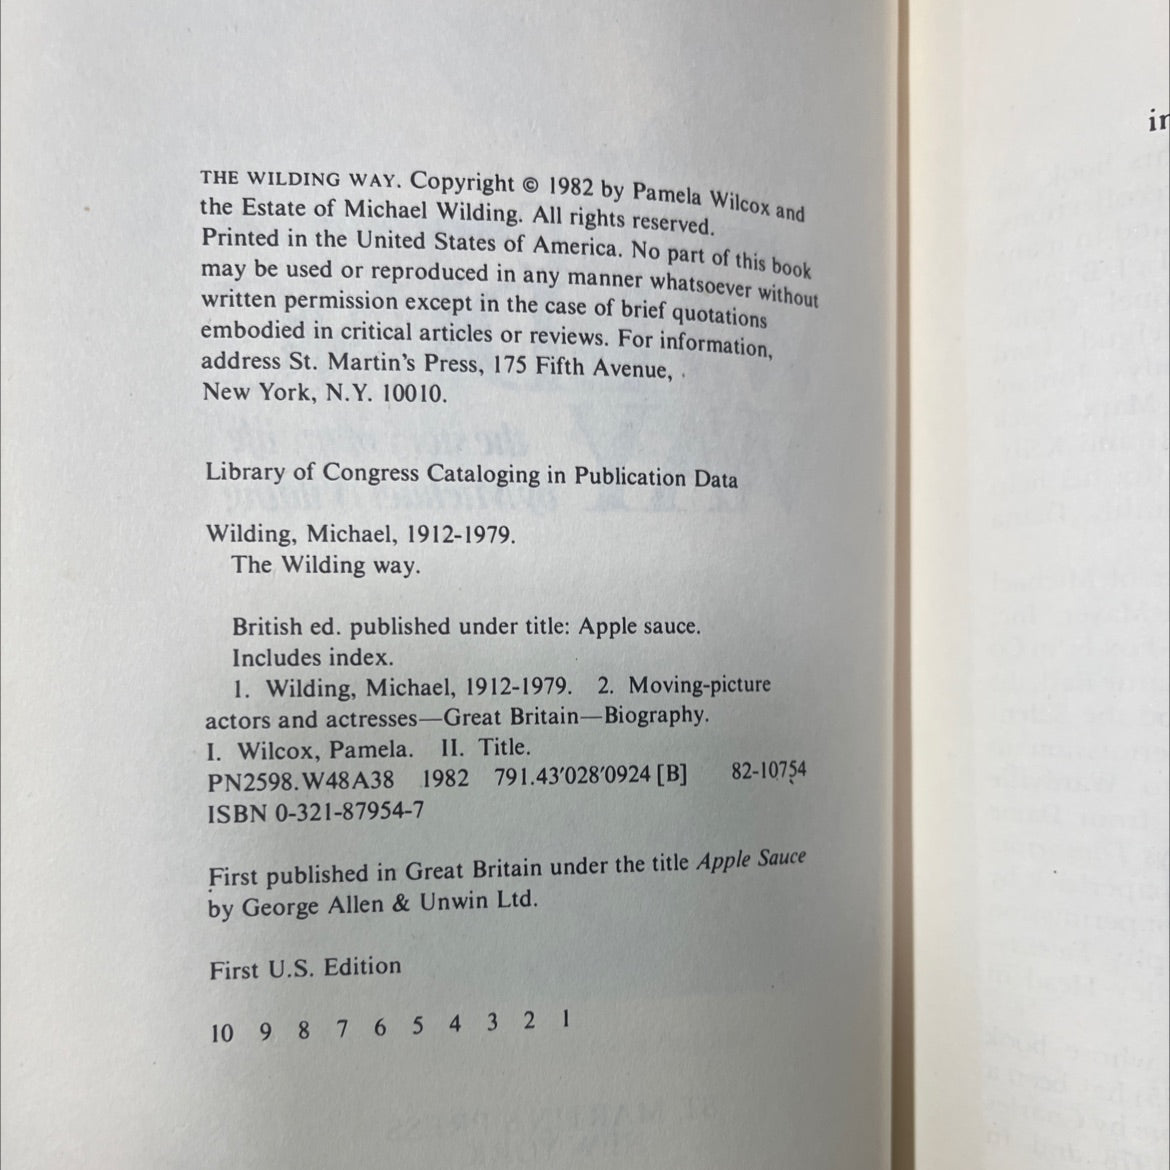 THE WILDING WAY. Copyright © 1982 by Pamela Wilcox and
the Estate of Michael Wilding. All rights reserved.
Printed in the United States of America. No part of this book
may be used or reproduced in any manner whatsoever without
written permission except in the case of brief quotations
embodied in critical articles or reviews. For information,
address St. Martin's Press, 175 Fifth Avenue,
New York, N.Y. 10010.
Library of Congress Cataloging in Publication Data
Wilding, Michael, 1912-1979.
The Wilding way.
British ed. published under title: Apple sauce.
Includes index.
1. Wilding, Michael, 1912-1979. 2. Moving-picture
actors and actresses—Great Britain—Biography.
I. Wilcox, Pamela. II. Title.
PN2598.W48A38 1982 791.43'028'0924 [B] 82-10754
ISBN 0-321-87954-7
First published in Great Britain under the title Apple Sauce
by George Allen & Unwin Ltd.
First U.S. Edition
10 9 8 7 6 5 4 3 2 1